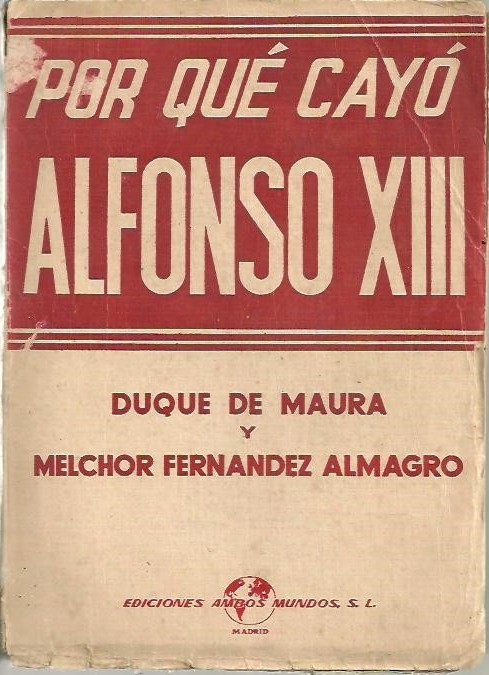 POR QUÉ CAYÓ
ALFONSO XIII
DUQUE DE MAURA
Y
MELCHOR FERNANDEZ ALMAGRO
EDICIONES AMBOS MUNDOS, S. L.
MADRID